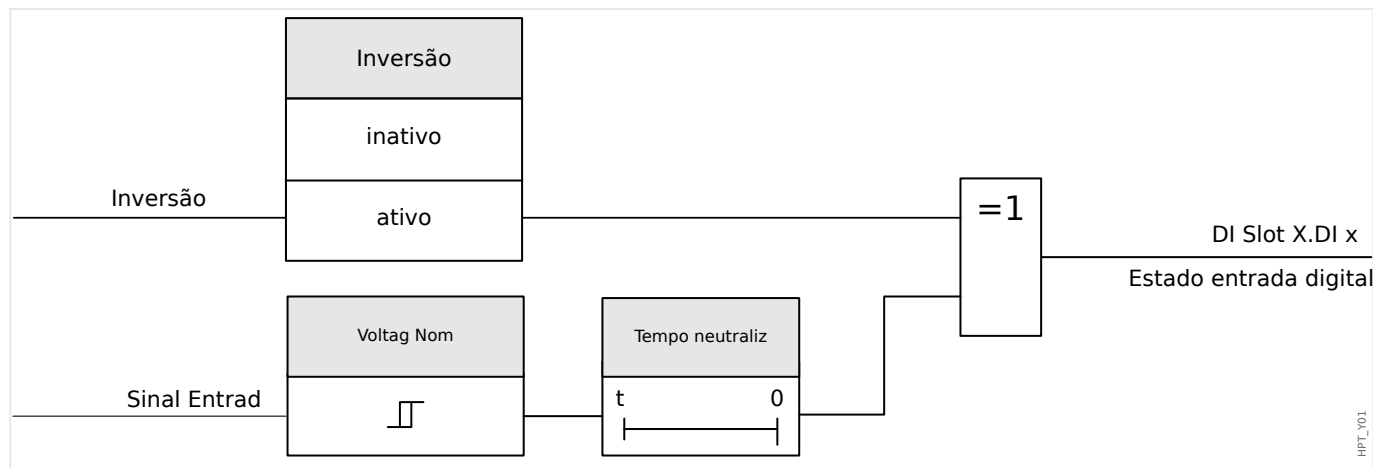 Inversão
inativo
ativo
Inversão
=1
DI Slot X.DI x
Estado entrada digital
Voltag Nom
Tempo neutraliz
Sinal Entrad
t 0
HPT_Y01